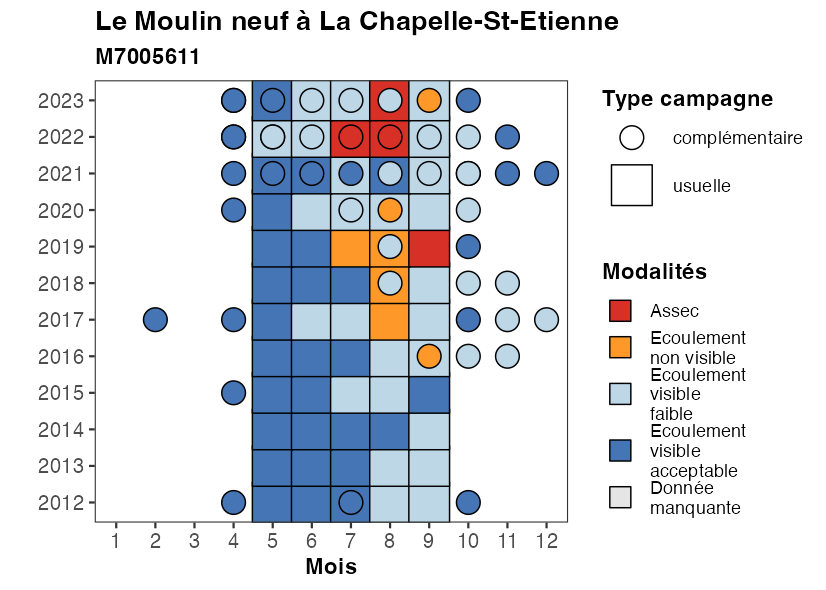 Le Moulin neuf à La Chapelle-St-Etienne
M7005611
2023
2022
2021
2020
2019
2018
2017
2016
2015
2014
2013
2012
1 2 3 4 5 6 7 8 9 10 11 12
Mois
Type campagne
complémentaire
usuelle
Modalités
Assec
Ecoulement
non visible
Ecoulement
visible
faible
Ecoulement
visible
acceptable
Donnée
manquante